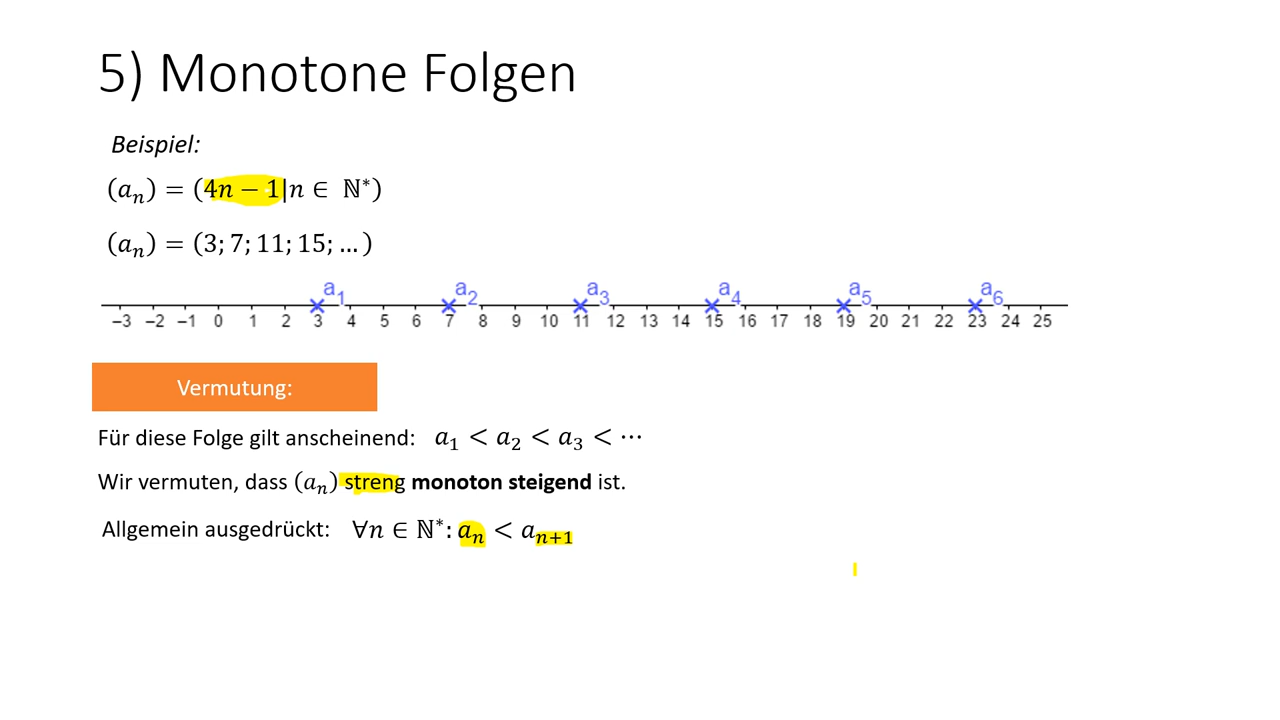 5) Monotone Folgen
Beispiel:
(aₙ) = (4n − 1|n ∈ ℕ*)
(aₙ) = (3; 7; 11; 15; … )
a₁ a₂ a₃ a₄ a₅ a₆
−3 −2 −1 0 1 2 3 4 5 6 7 8 9 10 11 12 13 14 15 16 17 18 19 20 21 22 23 24 25
Vermutung:
Für diese Folge gilt anscheinend: a₁ < a₂ < a₃ < ⋯
Wir vermuten, dass (aₙ) streng monoton steigend ist.
Allgemein ausgedrückt: ∀n ∈ ℕ*: aₙ < aₙ₊₁